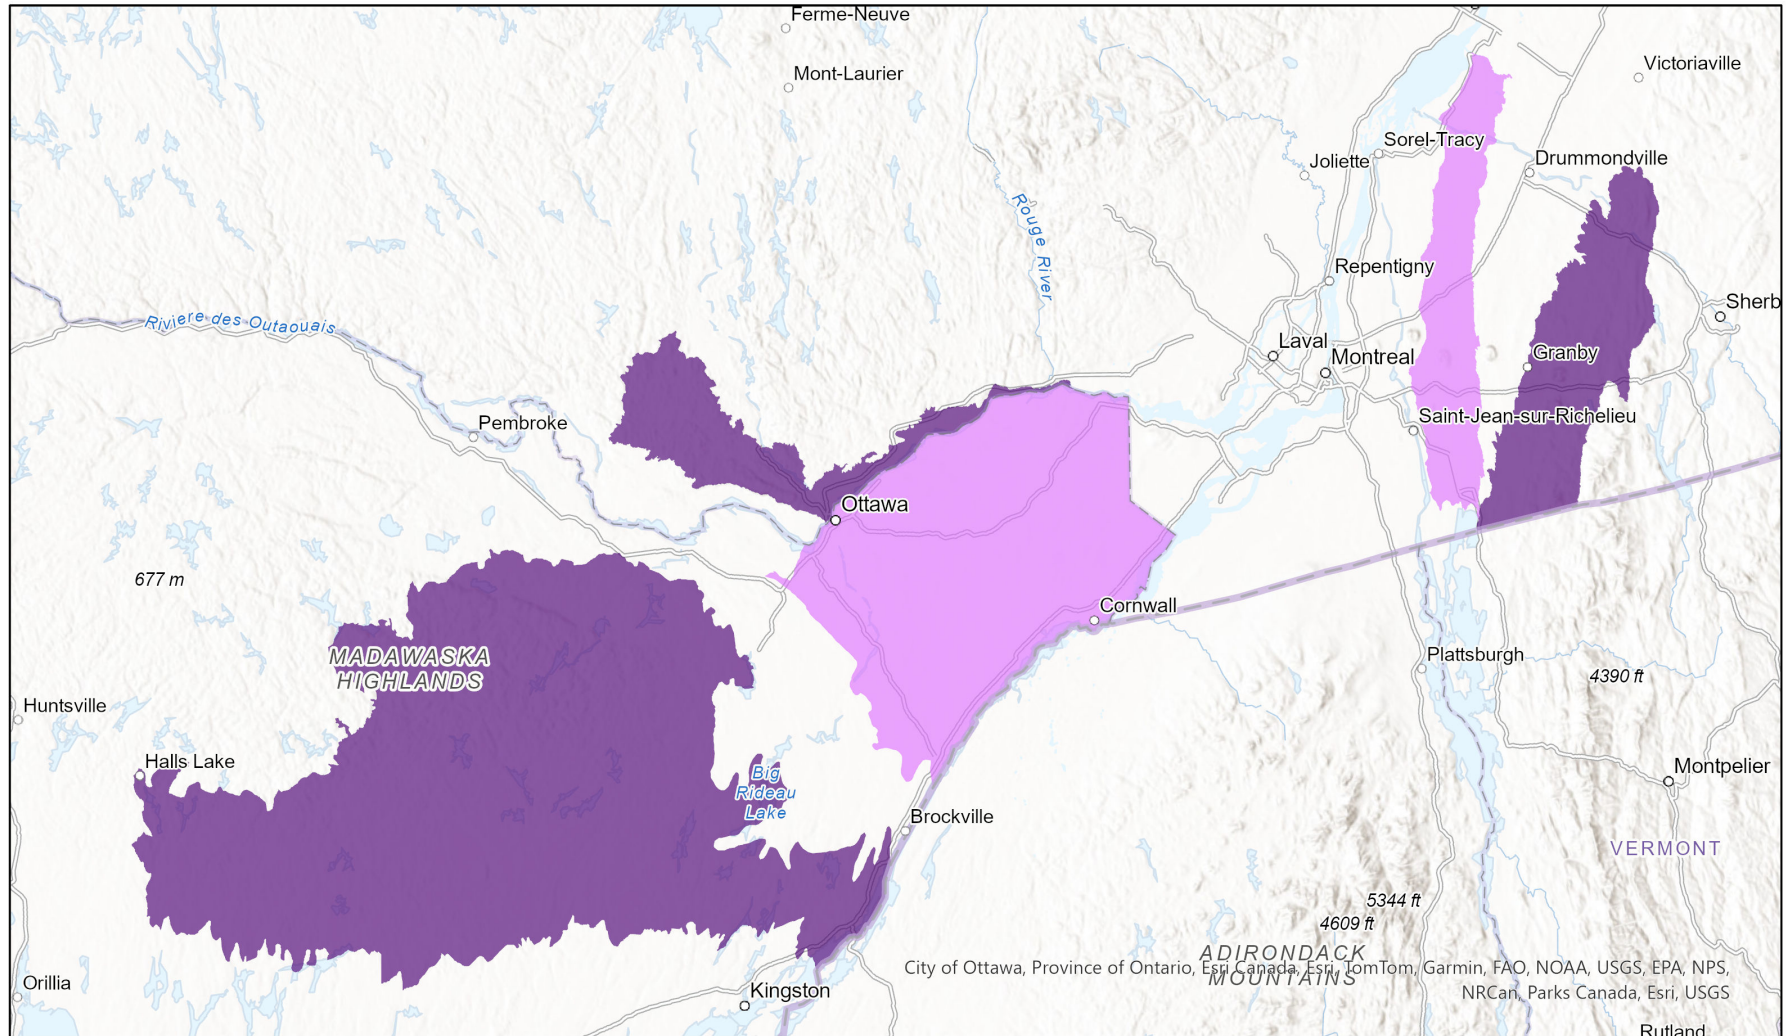 Ferme-Neuve
Mont-Laurier
Victoriaville
Sorel-Tracy
Joliette
Drummondville
Rouge River
Repentigny
Sherb
Riviere des Outaouais
Laval
Montreal
Granby
Pembroke
Saint-Jean-sur-Richelieu
Ottawa
677 m
Cornwall
MADAWASKA
HIGHLANDS
Plattsburgh
4390 ft
Huntsville
Halls Lake
Big
Rideau
Lake
Montpelier
Brockville
VERMONT
5344 ft
4609 ft
ADIRONDACK
MOUNTAINS
Orillia
Kingston
City of Ottawa, Province of Ontario, Esri Canada, Esri, TomTom, Garmin, FAO, NOAA, USGS, EPA, NPS,
NRCan, Parks Canada, Esri, USGS
Rutland